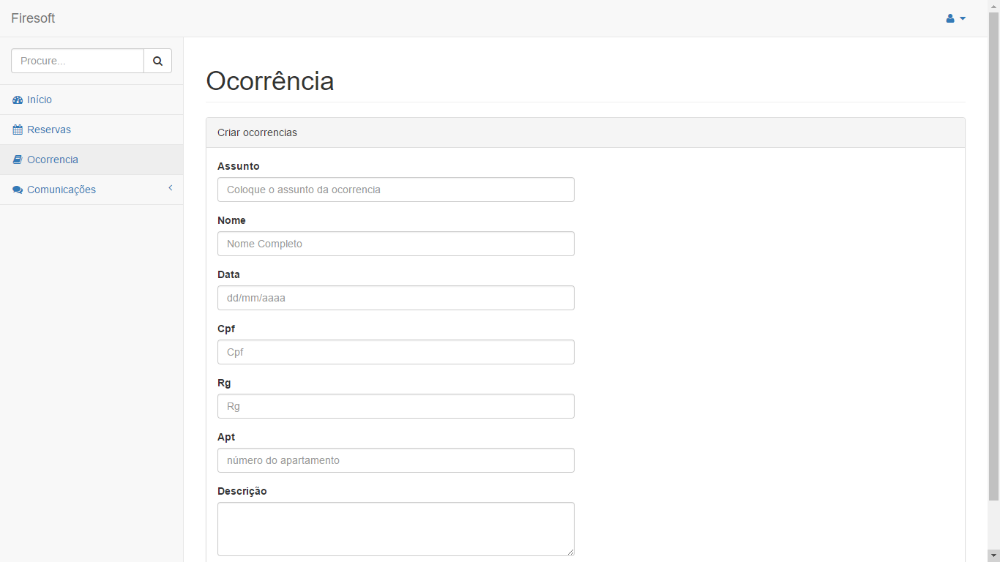 Firesoft
Procure...
Início
Reservas
Ocorrencia
Comunicações
Ocorrência
Criar ocorrencias
Assunto
Coloque o assunto da ocorrencia
Nome
Nome Completo
Data
dd/mm/aaaa
Cpf
Cpf
Rg
Rg
Apt
número do apartamento
Descrição